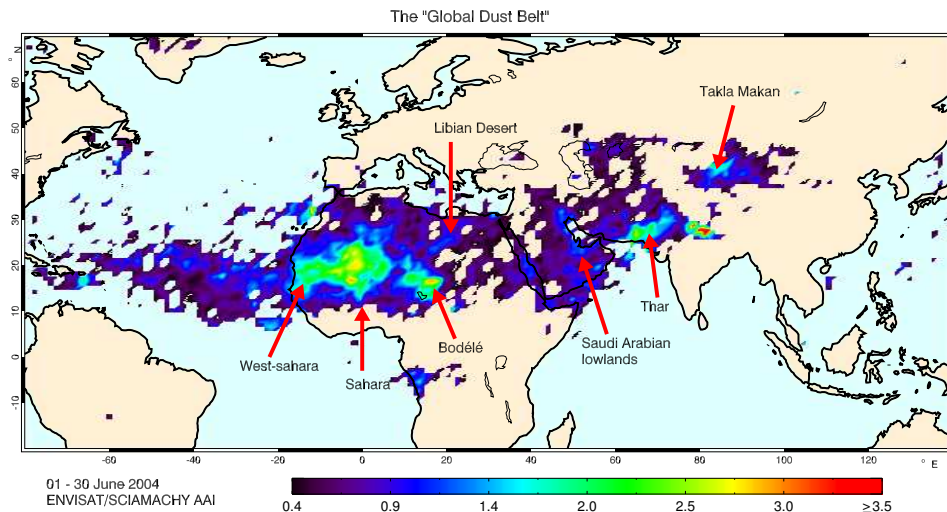 The "Global Dust Belt"
° N
60
50
40
30
20
10
0
-10
Takla Makan
Libian Desert
Thar
Saudi Arabian
lowlands
Bodélé
West-sahara
Sahara
-60
-40
-20
0
20
40
60
80
100
120
° E
01 - 30 June 2004
ENVISAT/SCIAMACHY AAI
0.4
0.9
1.4
2.0
2.5
3.0
≥3.5